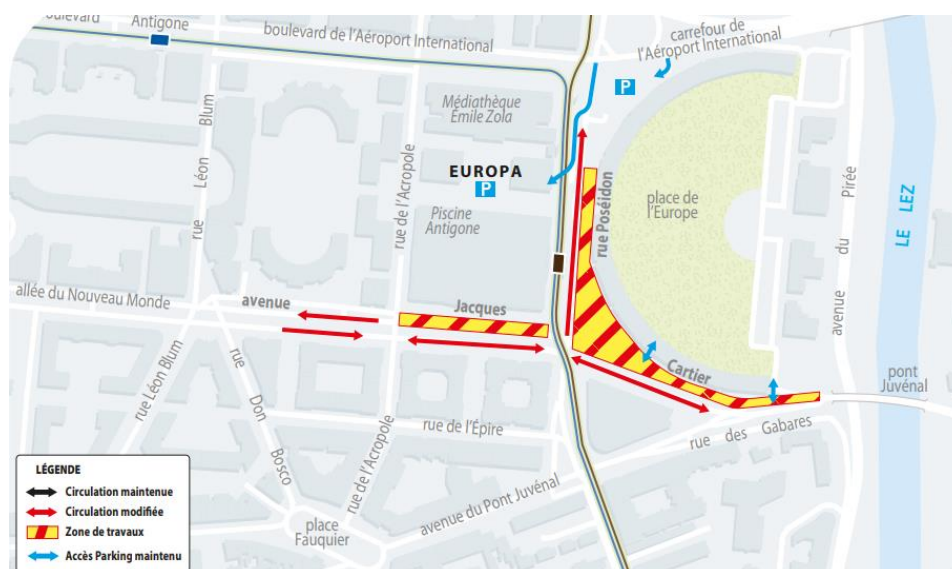 boulevard
Antigone
boulevard de l'Aéroport International
carrefour de
l'Aéroport International
P
Médiathèque
Émile Zola
EUROPA
P
Piscine
Antigone
rue Léon Blum
rue de l'Acropole
rue Poséidon
place de
l'Europe
avenue du Pirée
LE LEZ
allée du Nouveau Monde
avenue Jacques Cartier
pont
Juvénal
rue Léon Blum
rue Don Bosco
rue de l'Acropole
rue de l'Épire
rue des Gabares
avenue du Pont Juvénal
place
Fauquier
LÉGENDE
Circulation maintenue
Circulation modifiée
Zone de travaux
Accès Parking maintenu